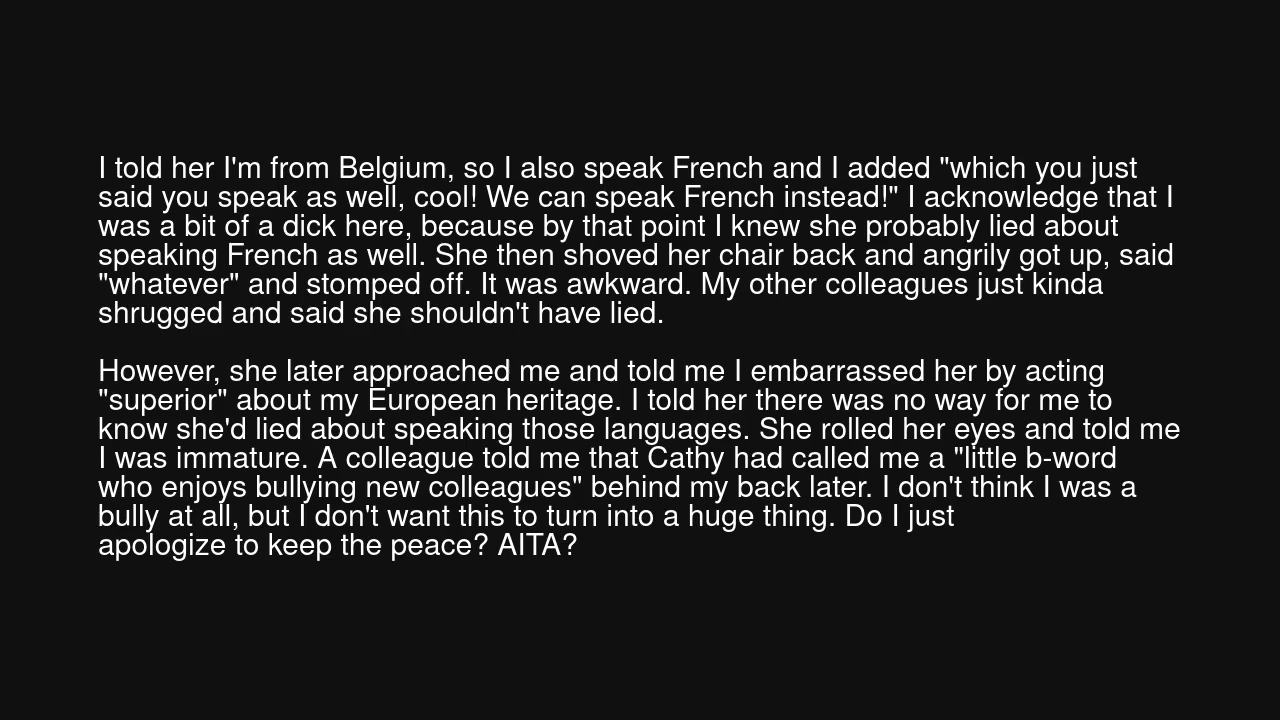 I told her I'm from Belgium, so I also speak French and I added "which you just
said you speak as well, cool! We can speak French instead!" I acknowledge that I
was a bit of a dick here, because by that point I knew she probably lied about
speaking French as well. She then shoved her chair back and angrily got up, said
"whatever" and stomped off. It was awkward. My other colleagues just kinda
shrugged and said she shouldn't have lied.
However, she later approached me and told me I embarrassed her by acting
"superior" about my European heritage. I told her there was no way for me to
know she'd lied about speaking those languages. She rolled her eyes and told me
I was immature. A colleague told me that Cathy had called me a "little b-word
who enjoys bullying new colleagues" behind my back later. I don't think I was a
bully at all, but I don't want this to turn into a huge thing. Do I just
apologize to keep the peace? AITA?